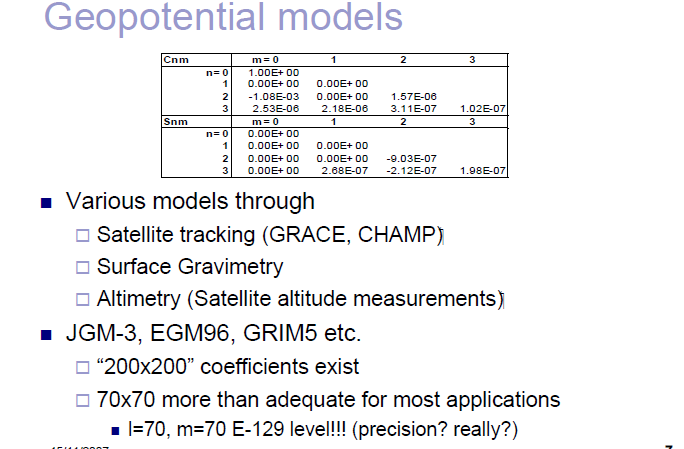 Geopotential models
Cnm m=0 1 2 3
n=0 1.00E+00
1 0.00E+00 0.00E+00
2 -1.08E-03 0.00E+00 1.57E-06
3 2.53E-06 2.18E-06 3.11E-07 1.02E-07
Snm m=0 1 2 3
n=0 0.00E+00
1 0.00E+00 0.00E+00
2 0.00E+00 0.00E+00 -9.03E-07
3 0.00E+00 2.68E-07 -2.12E-07 1.98E-07
Various models through
Satellite tracking (GRACE, CHAMP)
Surface Gravimetry
Altimetry (Satellite altitude measurements)
JGM-3, EGM96, GRIM5 etc.
“200x200” coefficients exist
70x70 more than adequate for most applications
l=70, m=70 E-129 level!!! (precision? really?)